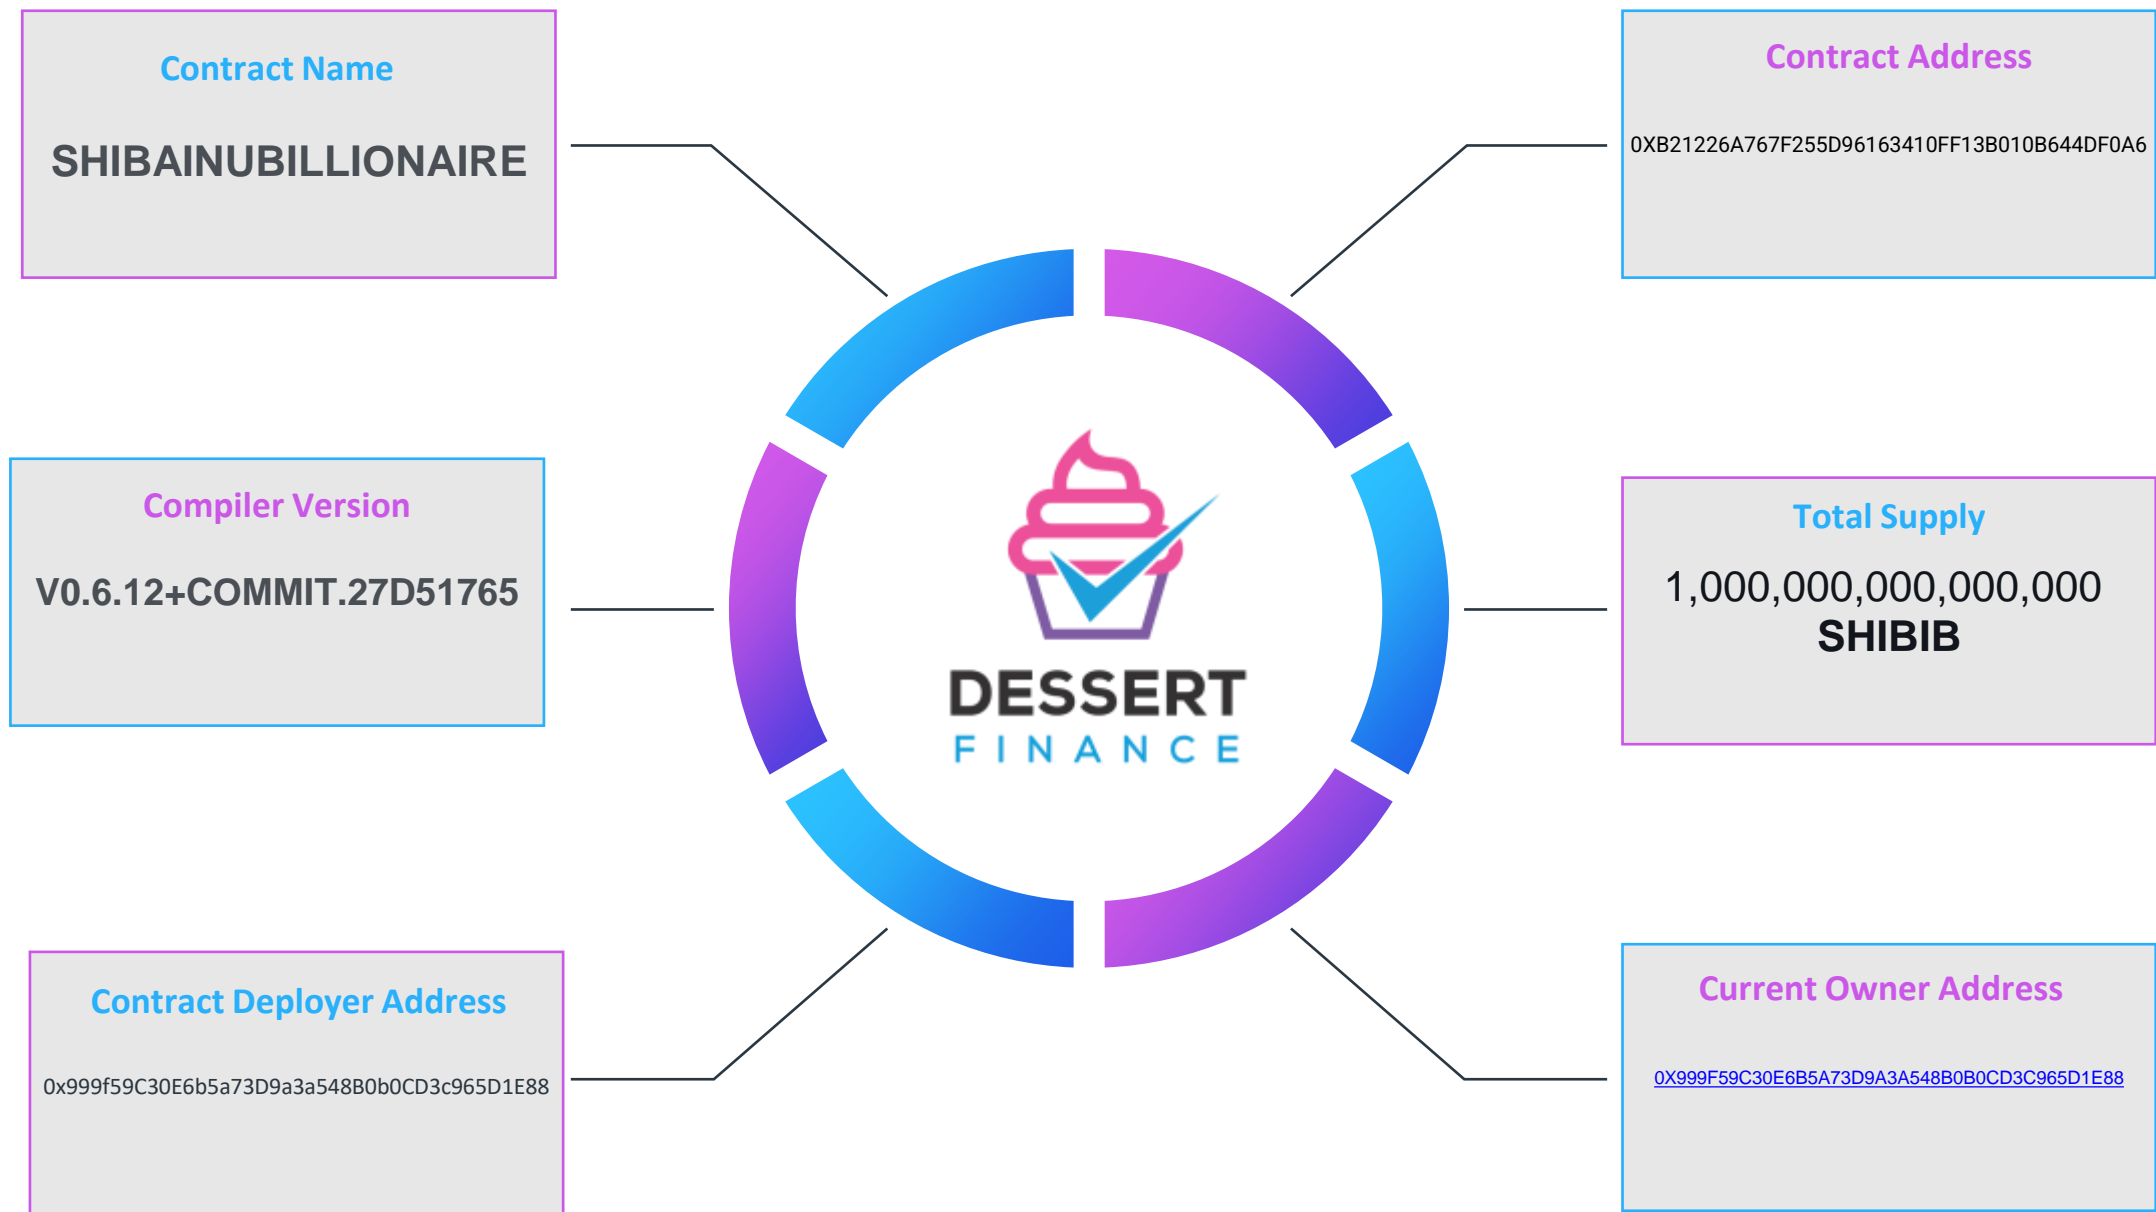 Contract Name
SHIBAINUBILLIONAIRE
Contract Address
0XB21226A767F255D96163410FF13B010B644DF0A6
Compiler Version
V0.6.12+COMMIT.27D51765
Total Supply
1,000,000,000,000,000
SHIBIB
DESSERT
FINANCE
Contract Deployer Address
0x999f59C30E6b5a73D9a3a548B0b0CD3c965D1E88
Current Owner Address
0X999F59C30E6B5A73D9A3A548B0B0CD3C965D1E88